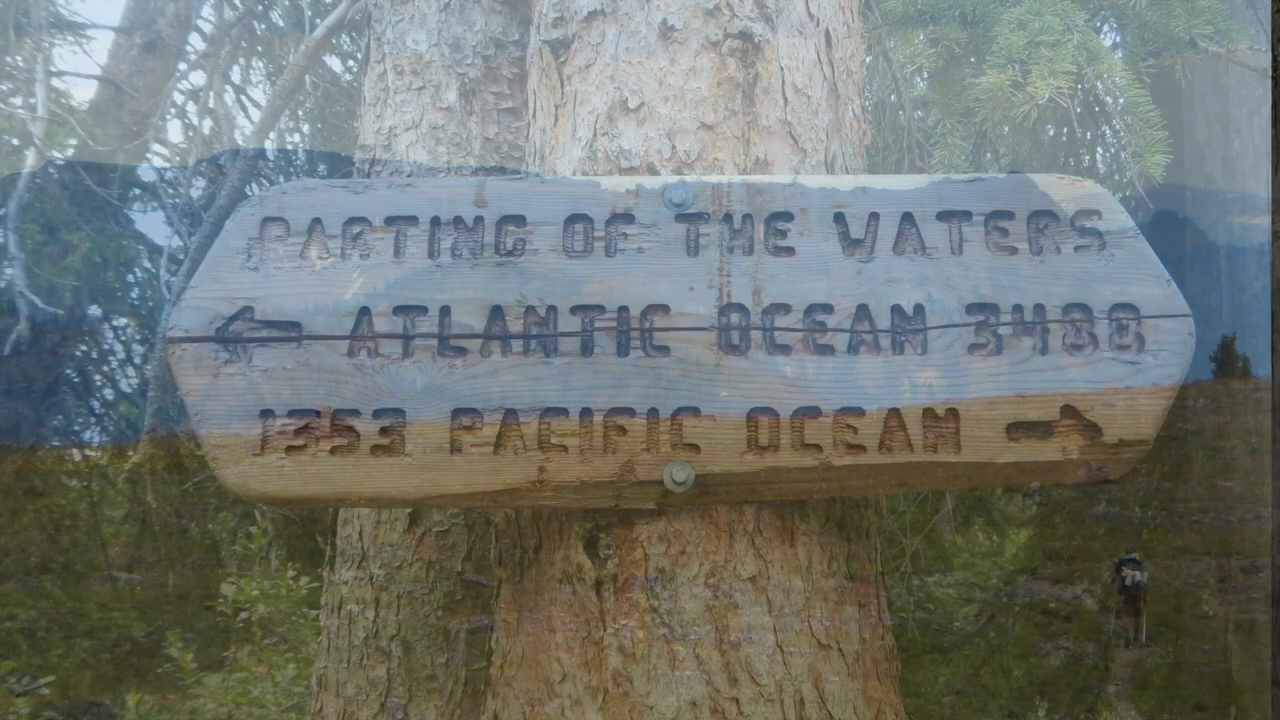 PARTING OF THE WATERS
ATLANTIC OCEAN 3488
1353 PACIFIC OCEAN